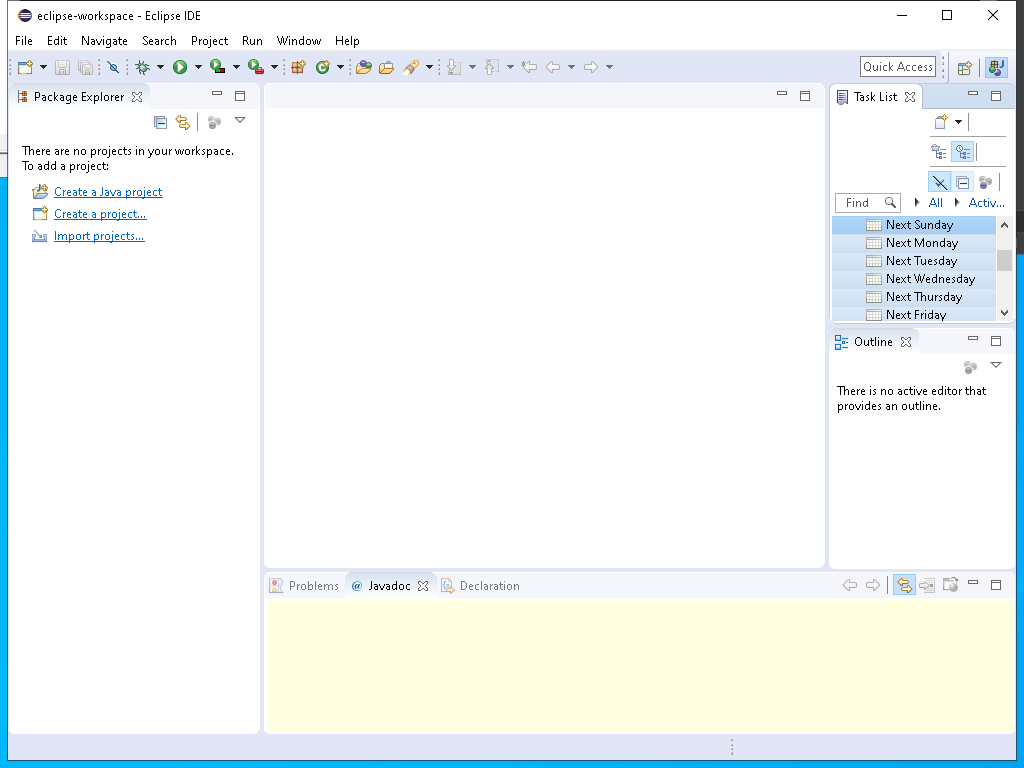 eclipse-workspace - Eclipse IDE
File Edit Navigate Search Project Run Window Help
Quick Access
Package Explorer
There are no projects in your workspace.
To add a project:
Create a Java project
Create a project...
Import projects...
Task List
Find
All
Activ...
Next Sunday
Next Monday
Next Tuesday
Next Wednesday
Next Thursday
Next Friday
Outline
There is no active editor that
provides an outline.
Problems @ Javadoc Declaration